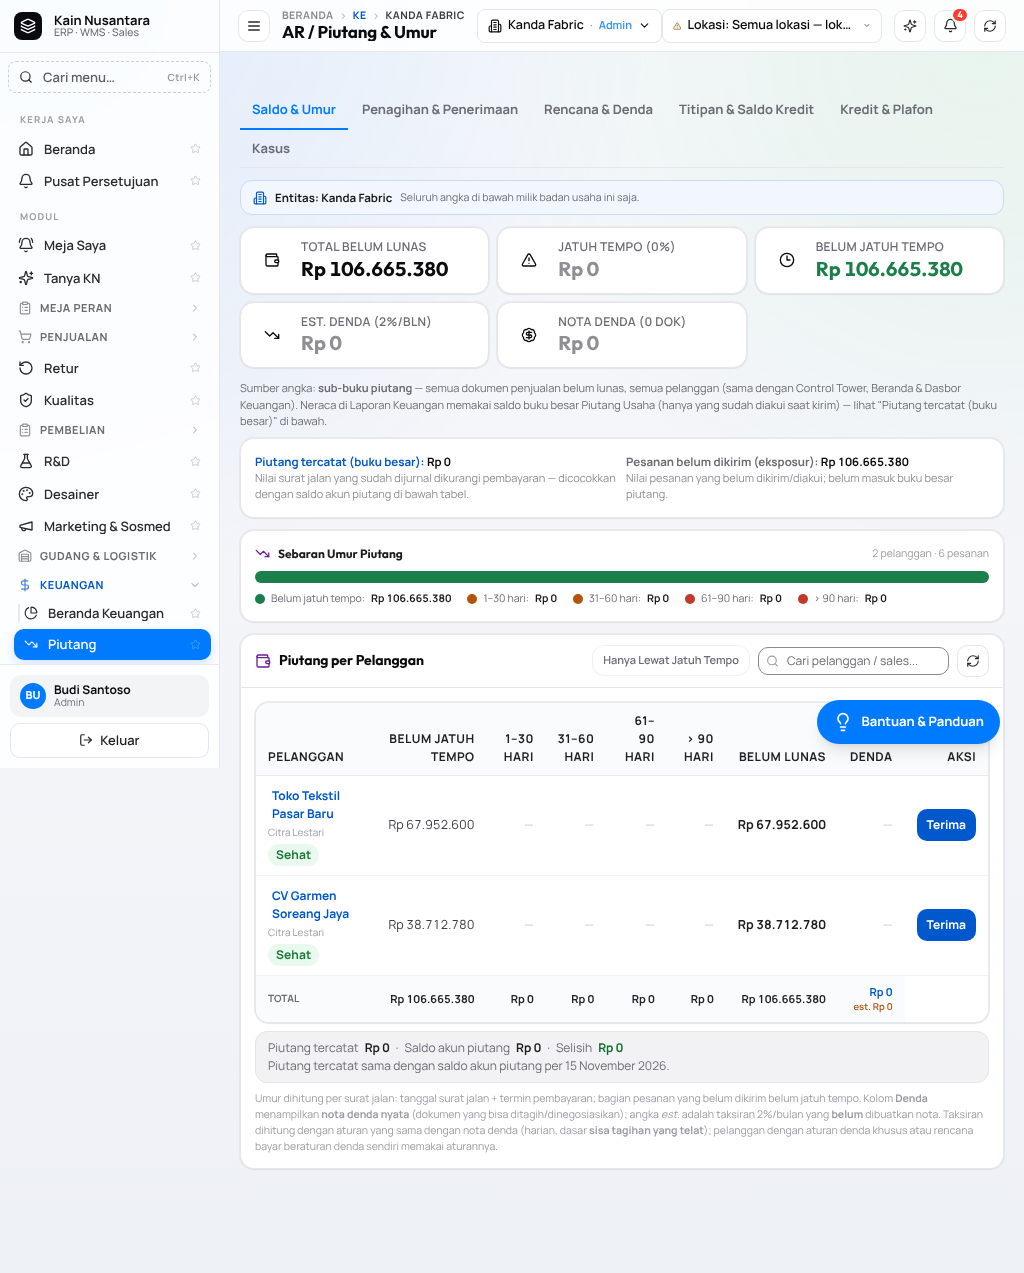 Kain Nusantara
ERP · WMS · Sales
Cari menu...
Ctrl+K
KERJA SAYA
Beranda
Pusat Persetujuan
MODUL
Meja Saya
Tanya KN
MEJA PERAN
PENJUALAN
Retur
Kualitas
PEMBELIAN
R&D
Desainer
Marketing & Sosmed
GUDANG & LOGISTIK
KEUANGAN
Beranda Keuangan
Piutang
BU
Budi Santoso
Admin
Keluar
BERANDA > KE > KANDA FABRIC
AR / Piutang & Umur
Kanda Fabric · Admin
Lokasi: Semua lokasi — lok...
4
Saldo & Umur
Penagihan & Penerimaan
Rencana & Denda
Titipan & Saldo Kredit
Kredit & Plafon
Kasus
Entitas: Kanda Fabric Seluruh angka di bawah milik badan usaha ini saja.
TOTAL BELUM LUNAS
Rp 106.665.380
JATUH TEMPO (0%)
Rp 0
BELUM JATUH TEMPO
Rp 106.665.380
EST. DENDA (2%/BLN)
Rp 0
NOTA DENDA (0 DOK)
Rp 0
Sumber angka: sub-buku piutang — semua dokumen penjualan belum lunas, semua pelanggan (sama dengan Control Tower, Beranda & Dasbor
Keuangan). Neraca di Laporan Keuangan memakai saldo buku besar Piutang Usaha (hanya yang sudah diakui saat kirim) — lihat "Piutang tercatat (buku
besar)" di bawah.
Piutang tercatat (buku besar): Rp 0
Nilai surat jalan yang sudah dijurnal dikurangi pembayaran — dicocokkan
dengan saldo akun piutang di bawah tabel.
Pesanan belum dikirim (eksposur): Rp 106.665.380
Nilai pesanan yang belum dikirim/diakui; belum masuk buku besar
piutang.
Sebaran Umur Piutang
2 pelanggan · 6 pesanan
Belum jatuh tempo: Rp 106.665.380
1–30 hari: Rp 0
31–60 hari: Rp 0
61–90 hari: Rp 0
> 90 hari: Rp 0
Piutang per Pelanggan
Hanya Lewat Jatuh Tempo
Cari pelanggan / sales...
Bantuan & Panduan
PELANGGAN
BELUM JATUH
TEMPO
1–30
HARI
31–60
HARI
61–
90
HARI
> 90
HARI
BELUM LUNAS
DENDA
AKSI
Toko Tekstil
Pasar Baru
Citra Lestari
Sehat
Rp 67.952.600
—
—
—
—
Rp 67.952.600
—
Terima
CV Garmen
Soreang Jaya
Citra Lestari
Sehat
Rp 38.712.780
—
—
—
—
Rp 38.712.780
—
Terima
TOTAL
Rp 106.665.380
Rp 0
Rp 0
Rp 0
Rp 0
Rp 106.665.380
Rp 0
est. Rp 0
Piutang tercatat Rp 0 · Saldo akun piutang Rp 0 · Selisih Rp 0
Piutang tercatat sama dengan saldo akun piutang per 15 November 2026.
Umur dihitung per surat jalan: tanggal surat jalan + termin pembayaran; bagian pesanan yang belum dikirim belum jatuh tempo. Kolom Denda
menampilkan nota denda nyata (dokumen yang bisa ditagih/dinegosiasikan); angka est. adalah taksiran 2%/bulan yang belum dibuatkan nota. Taksiran
dihitung dengan aturan yang sama dengan nota denda (harian, dasar sisa tagihan yang telat); pelanggan dengan aturan denda khusus atau rencana
bayar beraturan denda sendiri memakai aturannya.